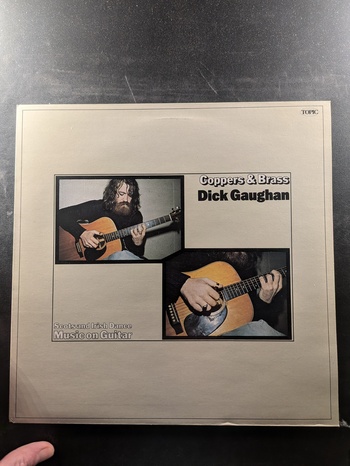 TOPIC
Coppers & Brass
Dick Gaughan
Scots and Irish Dance
Music on Guitar